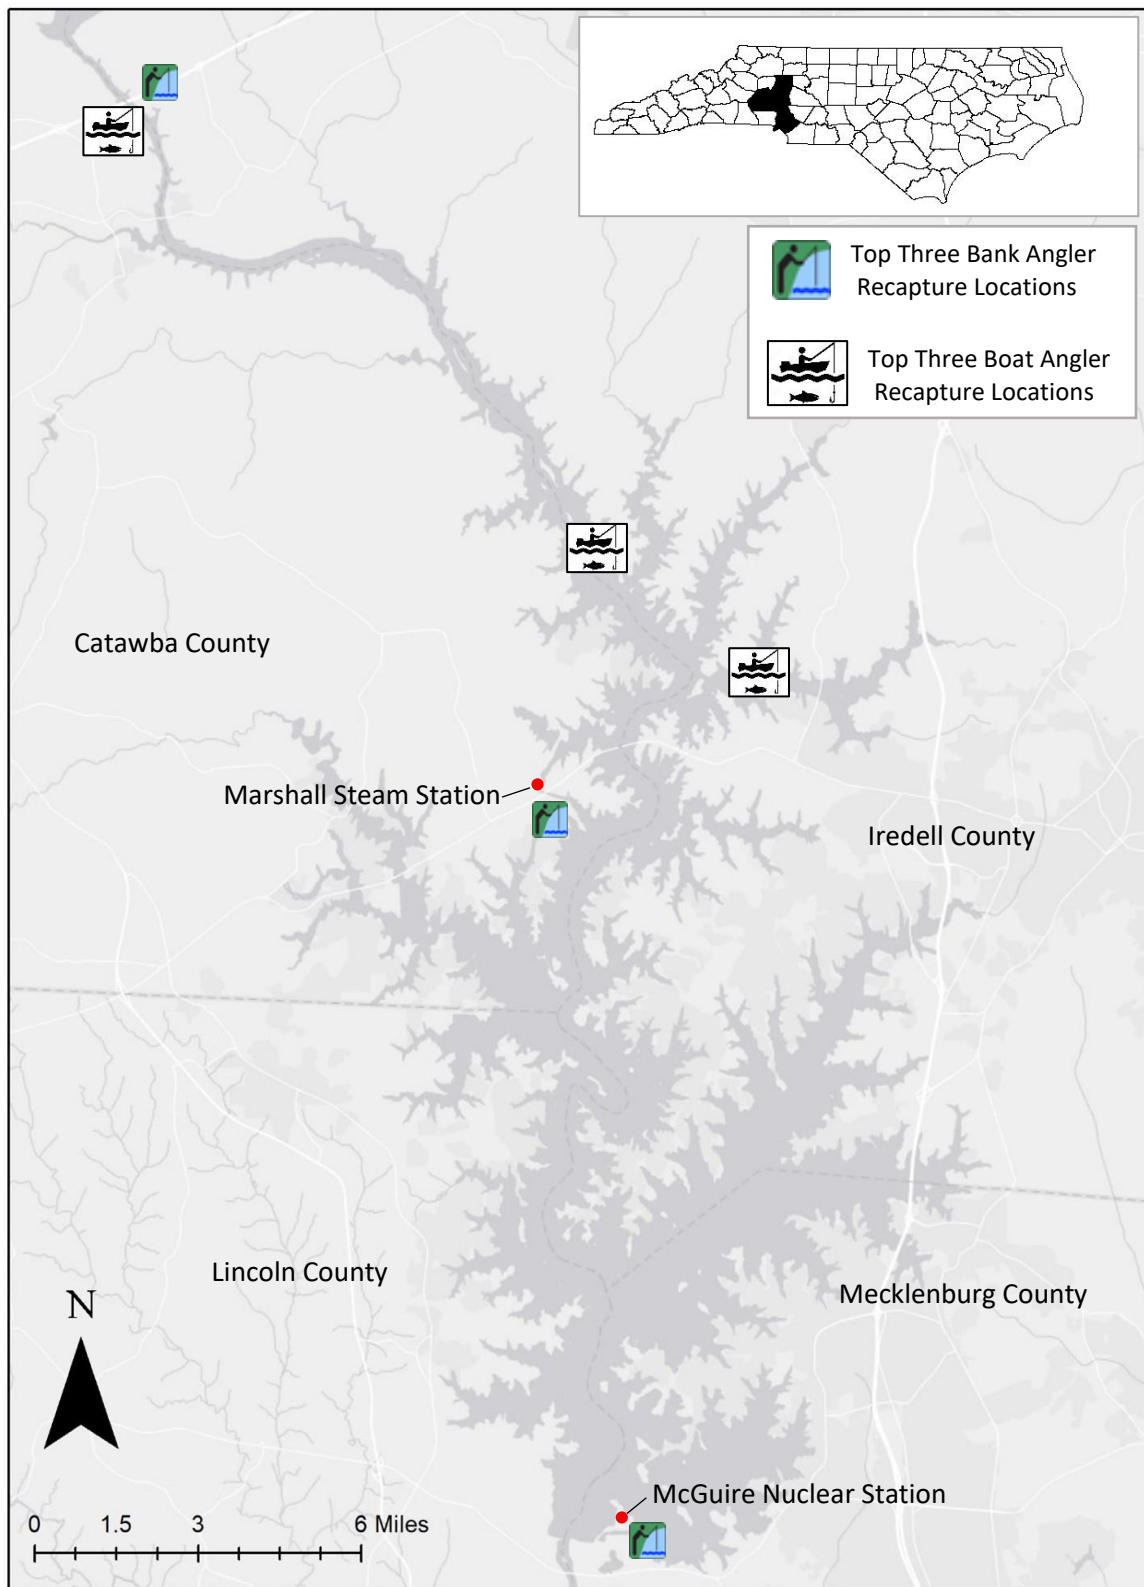 Top Three Bank Angler
Recapture Locations
Top Three Boat Angler
Recapture Locations
Catawba County
Marshall Steam Station
Iredell County
Lincoln County
Mecklenburg County
N
McGuire Nuclear Station
0 1.5 3 6 Miles